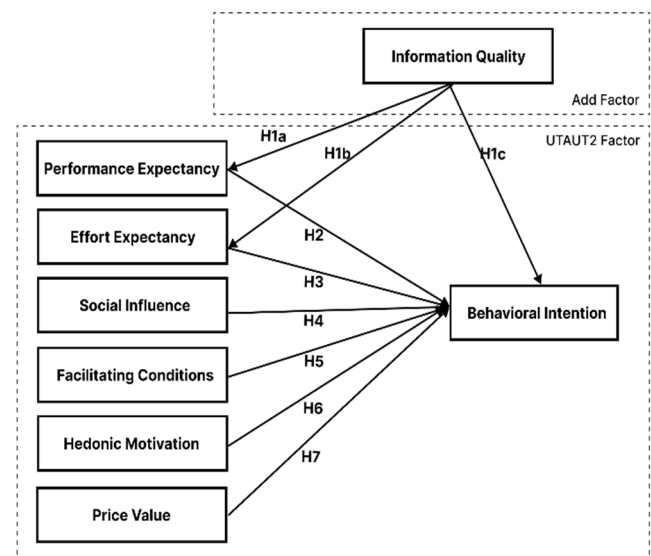 Information Quality
Add Factor
UTAUT2 Factor
H1a
H1b
H1c
Performance Expectancy
Effort Expectancy
H2
H3
Social Influence
H4
Behavioral Intention
Facilitating Conditions
H5
H6
Hedonic Motivation
H7
Price Value